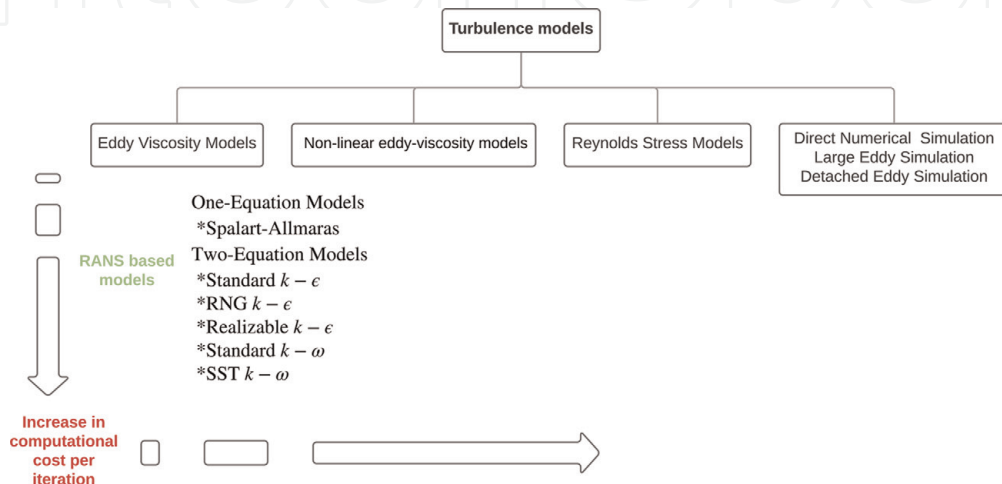 Turbulence models
Eddy Viscosity Models
Non-linear eddy-viscosity models
Reynolds Stress Models
Direct Numerical Simulation
Large Eddy Simulation
Detached Eddy Simulation
One-Equation Models
*Spalart-Allmaras
Two-Equation Models
*Standard k − ϵ
*RNG k − ϵ
*Realizable k − ϵ
*Standard k − ω
*SST k − ω
RANS based
models
Increase in
computational
cost per
iteration